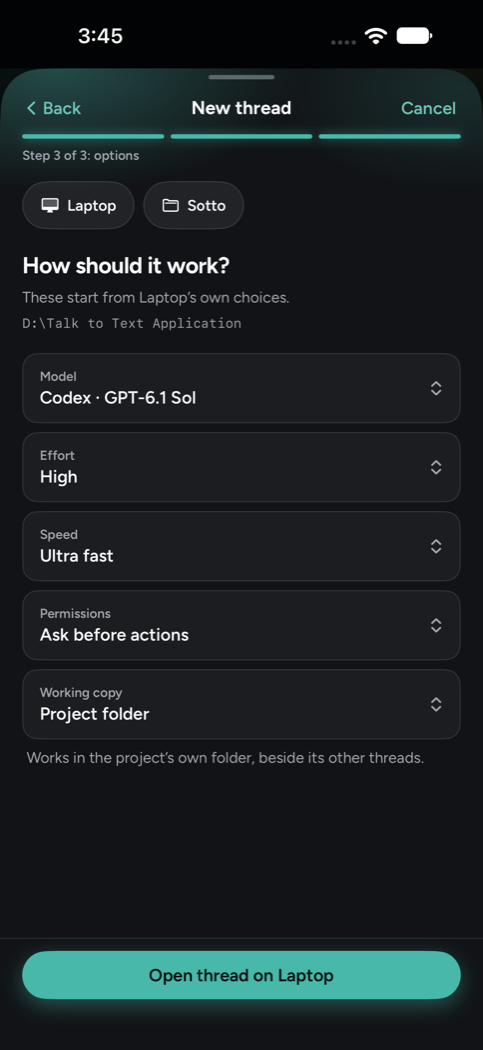 3:45
Back
New thread
Cancel
Step 3 of 3: options
Laptop
Sotto
How should it work?
These start from Laptop's own choices.
D:\Talk to Text Application
Model
Codex · GPT-6.1 Sol
Effort
High
Speed
Ultra fast
Permissions
Ask before actions
Working copy
Project folder
Works in the project's own folder, beside its other threads.
Open thread on Laptop